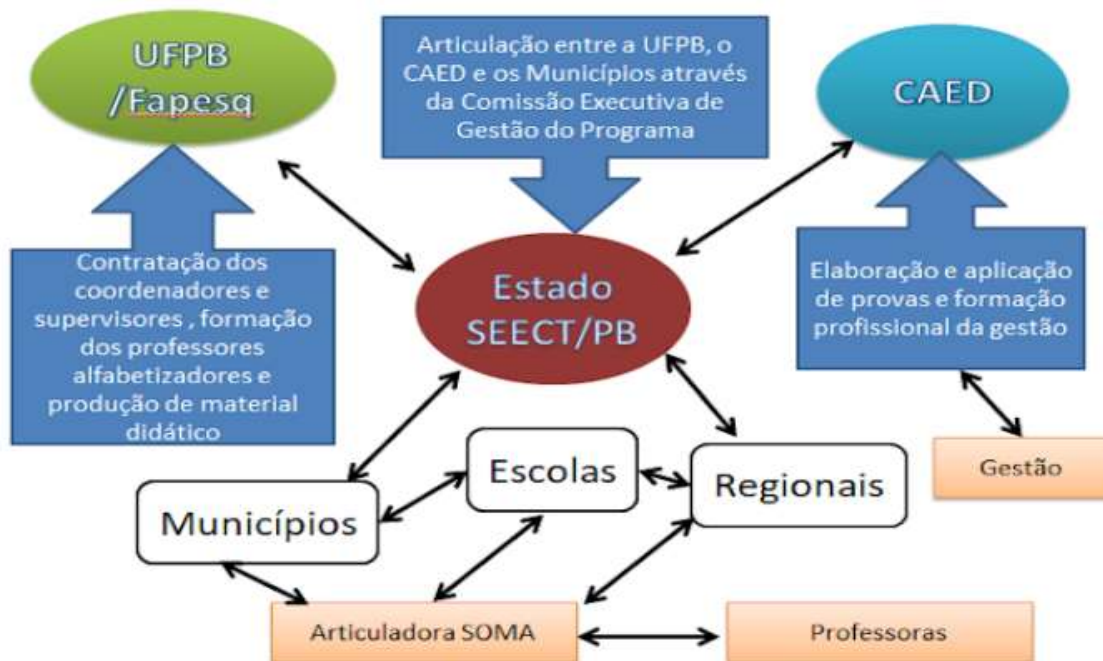 UFPB
/Fapesq
Articulação entre a UFPB, o
CAED e os Municípios através
da Comissão Executiva de
Gestão do Programa
CAED
Contratação dos
coordenadores e
supervisores , formação
dos professores
alfabetizadores e
produção de material
didático
Estado
SEECT/PB
Elaboração e aplicação
de provas e formação
profissional da gestão
Municípios
Escolas
Regionais
Gestão
Articuladora SOMA
Professoras